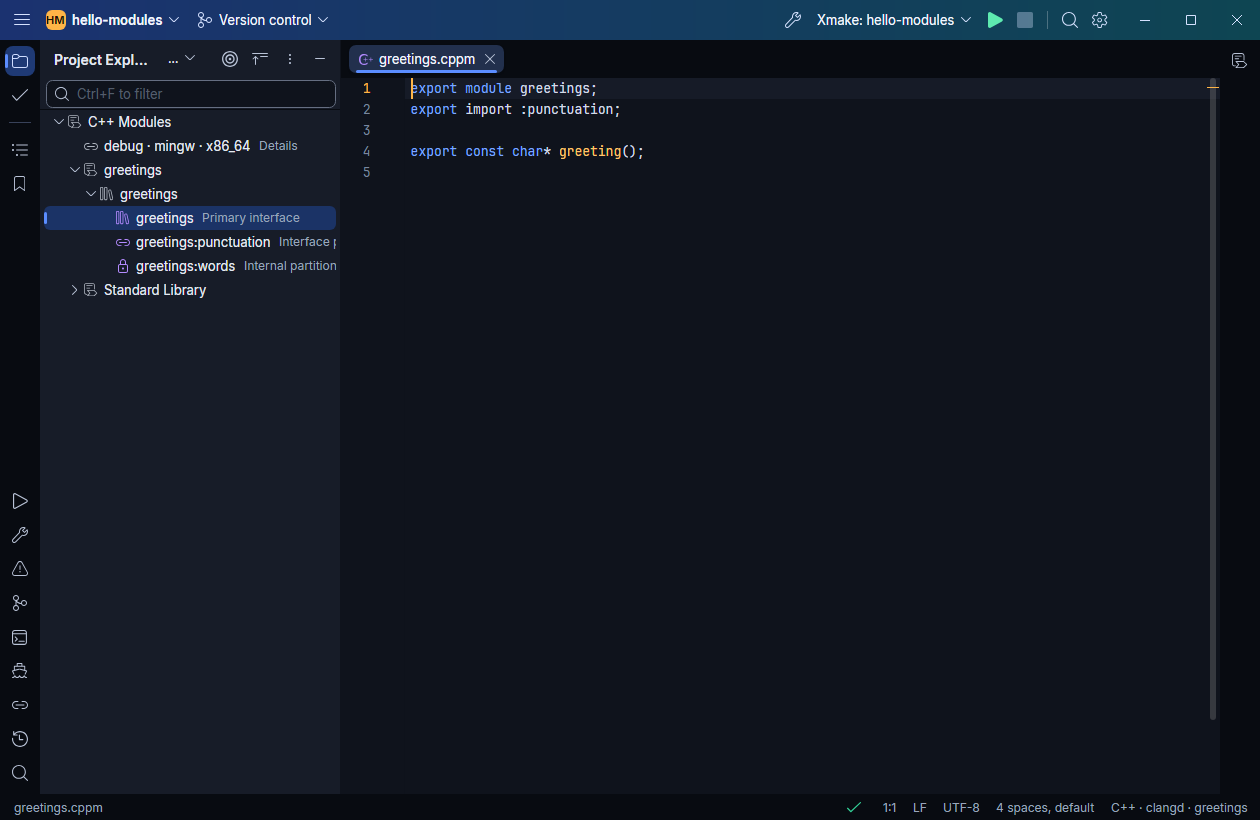 HM hello-modules Version control Xmake: hello-modules
Project Expl... ...
greetings.cppm
Ctrl+F to filter
C++ Modules
debug · mingw · x86_64 Details
greetings
greetings
greetings Primary interface
greetings:punctuation Interface p
greetings:words Internal partition
Standard Library
1 export module greetings;
2 export import :punctuation;
3
4 export const char* greeting();
5
greetings.cppm 1:1 LF UTF-8 4 spaces, default C++ · clangd · greetings